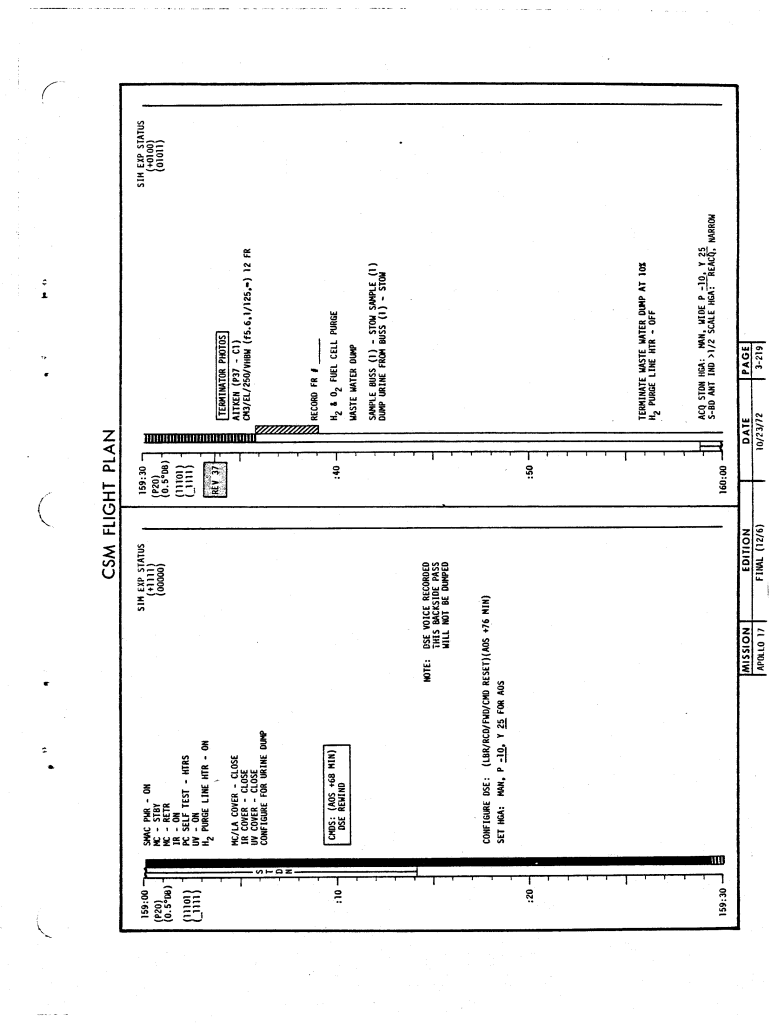 CSM FLIGHT PLAN
159:00
(P20)
(0.5°DB)
(11101)
(_1111)
S T D N
:10
:20
159:30
SIM EXP STATUS
(+1111)
(00000)
SMAC PWR - ON
MC - STBY
MC - RETR
IR - ON
PC SELF TEST - HTRS
UV - ON
H2 PURGE LINE HTR - ON
MC/LA COVER - CLOSE
IR COVER - CLOSE
UV COVER - CLOSE
CONFIGURE FOR URINE DUMP
CMDS: (AOS +68 MIN)
DSE REWIND
NOTE: DSE VOICE RECORDED
THIS BACKSIDE PASS
WILL NOT BE DUMPED
CONFIGURE DSE: (LBR/RCD/FWD/CMD RESET)(AOS +76 MIN)
SET HGA: MAN, P -10, Y 25 FOR AOS
159:30
(P20)
(0.5°DB)
(11101)
(_1111)
REV 37
:40
:50
160:00
SIM EXP STATUS
(+0100)
(01011)
TERMINATOR PHOTOS
AITKEN (P37 - C1)
CM3/EL/250/VHBW (f5.6,1/125,∞) 12 FR
RECORD FR # ____
H2 & O2 FUEL CELL PURGE
WASTE WATER DUMP
SAMPLE BUSS (1) - STOW SAMPLE (1)
DUMP URINE FROM BUSS (1) - STOW
TERMINATE WASTE WATER DUMP AT 10%
H2 PURGE LINE HTR - OFF
ACQ STDN HGA: MAN, WIDE P -10, Y 25
S-BD ANT IND >1/2 SCALE HGA: REACQ, NARROW
MISSION EDITION DATE PAGE
APOLLO 17 FINAL (12/6) 10/23/72 3-219